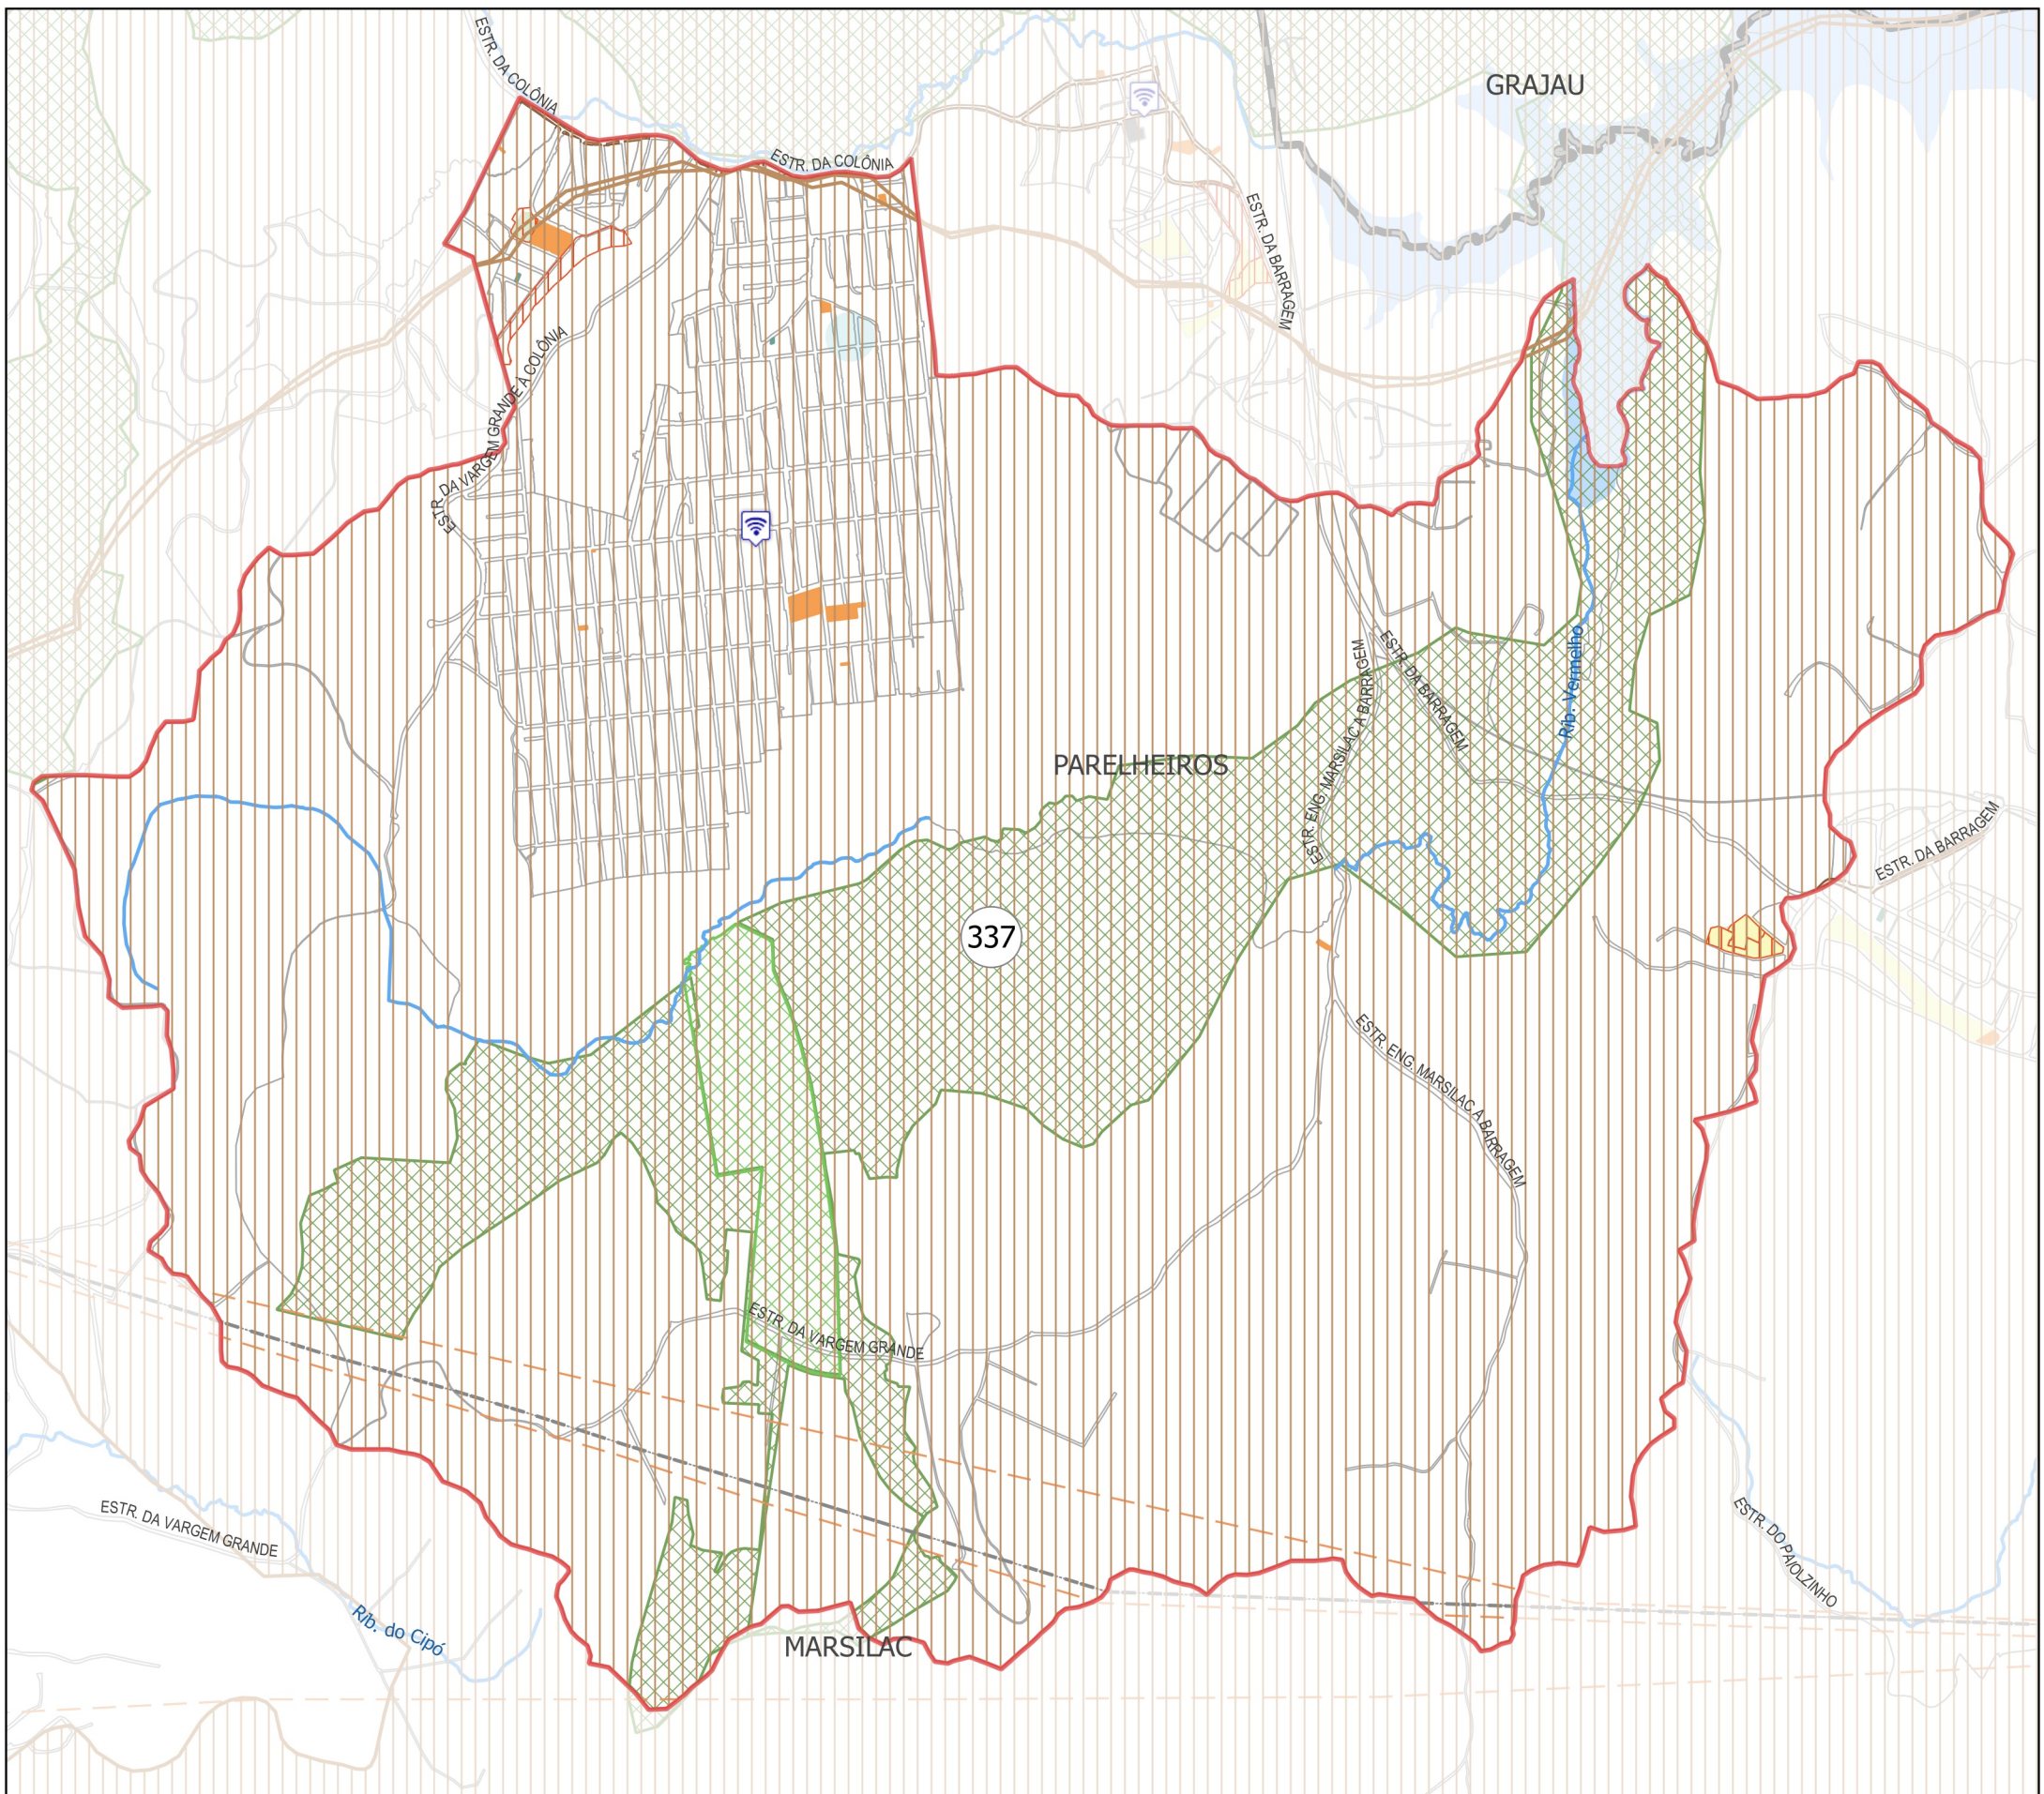 ESTR. DA COLÔNIA
GRAJAU
ESTR. DA COLÔNIA
ESTR. DA BARRAGEM
ESTR. DA VARGEM GRANDE A COLÔNIA
ESTR. ENG. MARSILAC A BARRAGEM
ESTR. DA BARRAGEM
Rib. Vermelho
PARELHEIROS
ESTR. DA BARRAGEM
337
ESTR. ENG. MARSILAC A BARRAGEM
ESTR. DA VARGEM GRANDE
ESTR. DA VARGEM GRANDE
ESTR. DO PAIOLZINHO
Rib. do Cipó
MARSILAC